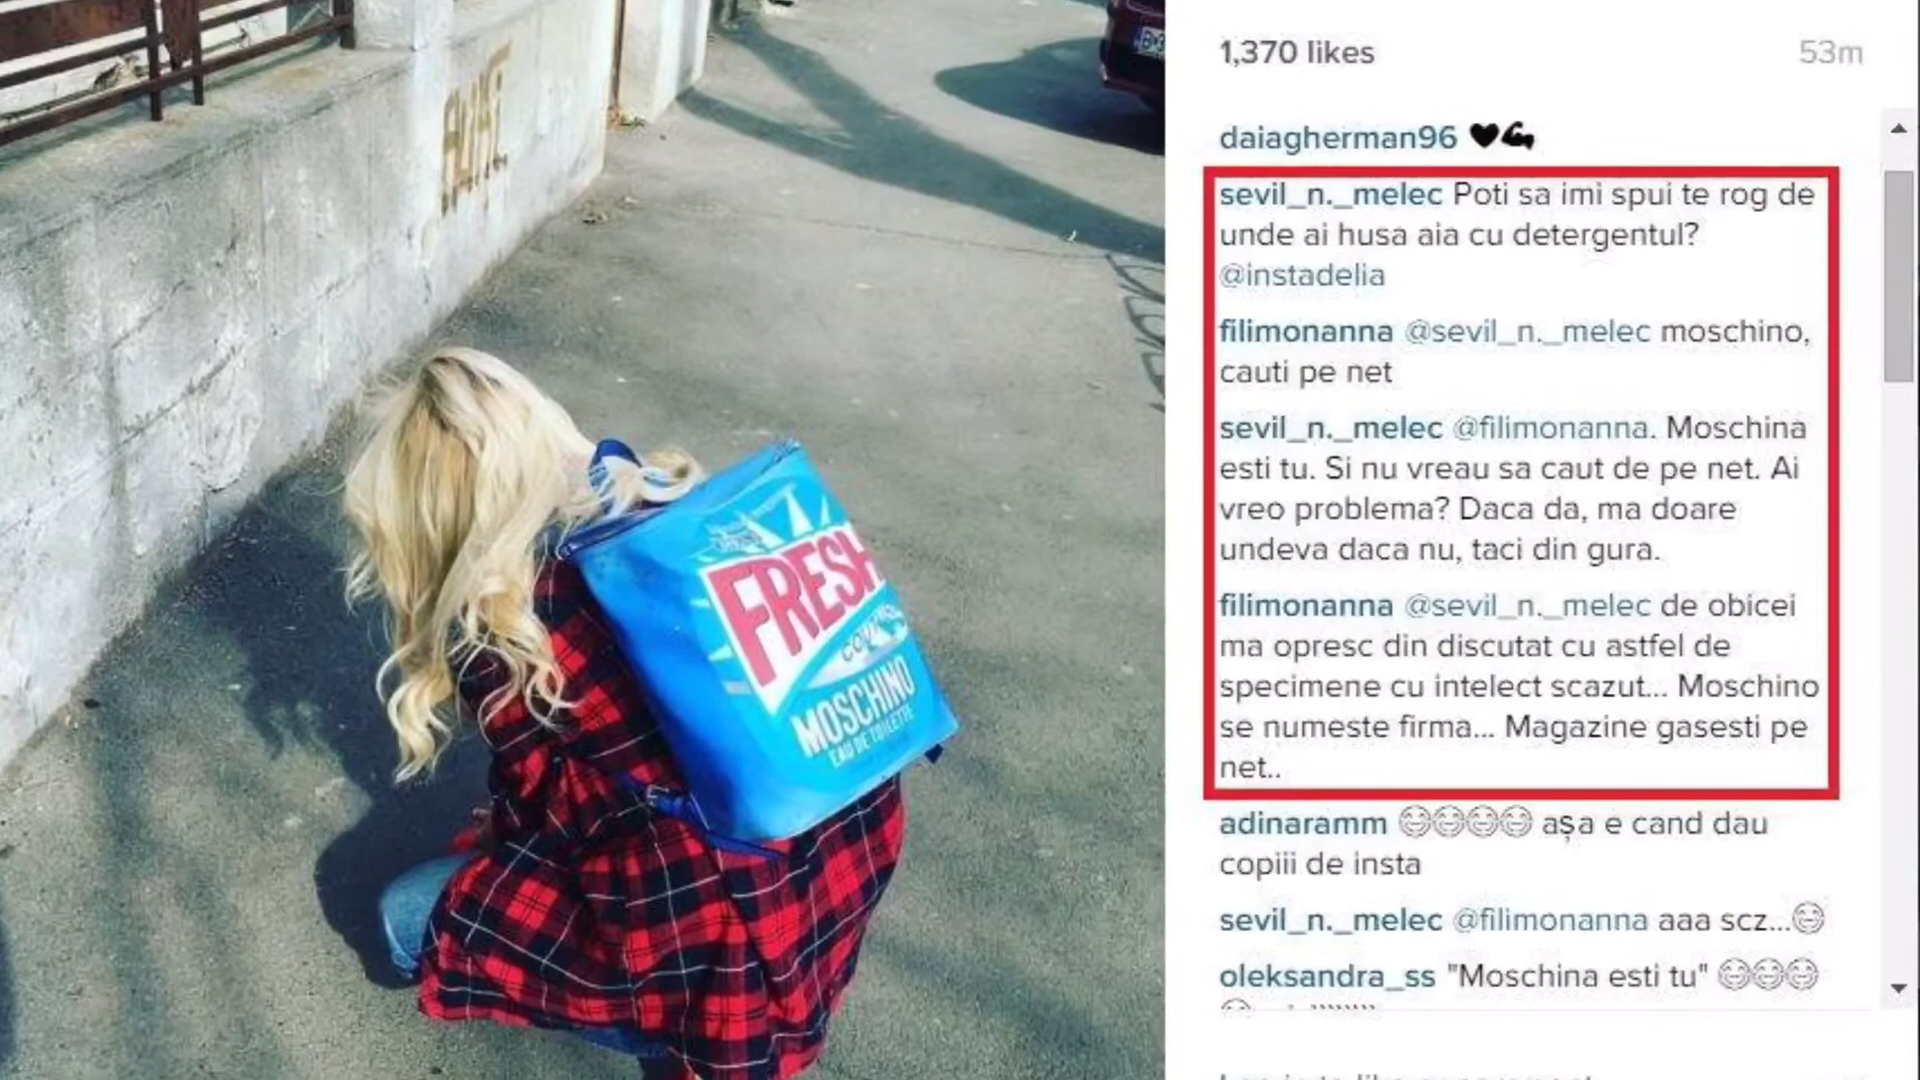 1,370 likes
53m
daiagherman96 🖤💪
sevil_n._melec Poti sa imi spui te rog de
unde ai husa aia cu detergentul?
@instadelia
filimonanna @sevil_n._melec moschino,
cauti pe net
sevil_n._melec @filimonanna. Moschina
esti tu. Si nu vreau sa caut de pe net. Ai
vreo problema? Daca da, ma doare
undeva daca nu, taci din gura.
filimonanna @sevil_n._melec de obicei
ma opresc din discutat cu astfel de
specimene cu intelect scazut... Moschino
se numeste firma... Magazine gasesti pe
net..
adinaramm 😂😂😂😂 așa e cand dau
copiii de insta
sevil_n._melec @filimonanna aaa scz...😂
oleksandra_ss "Moschina esti tu" 😂😂😂
FRESH
MOSCHINO
EAU DE TOILETTE